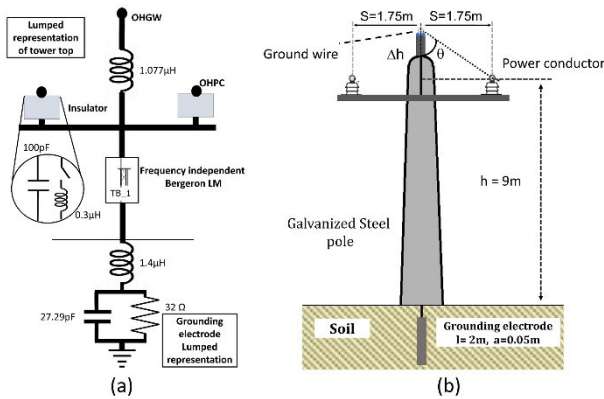 Lumped
representation
of tower top
OHGW
1.077µH
Insulator
OHPC
100pF
0.3µH
Frequency independent
Bergeron LM
TB_1
1.4µH
27.29pF
32 Ω
Grounding
electrode
Lumped
representation
(a)
S=1.75m
S=1.75m
Ground wire
Δh
θ
Power conductor
h = 9m
Galvanized Steel
pole
Soil
Grounding electrode
l= 2m, a=0.05m
(b)